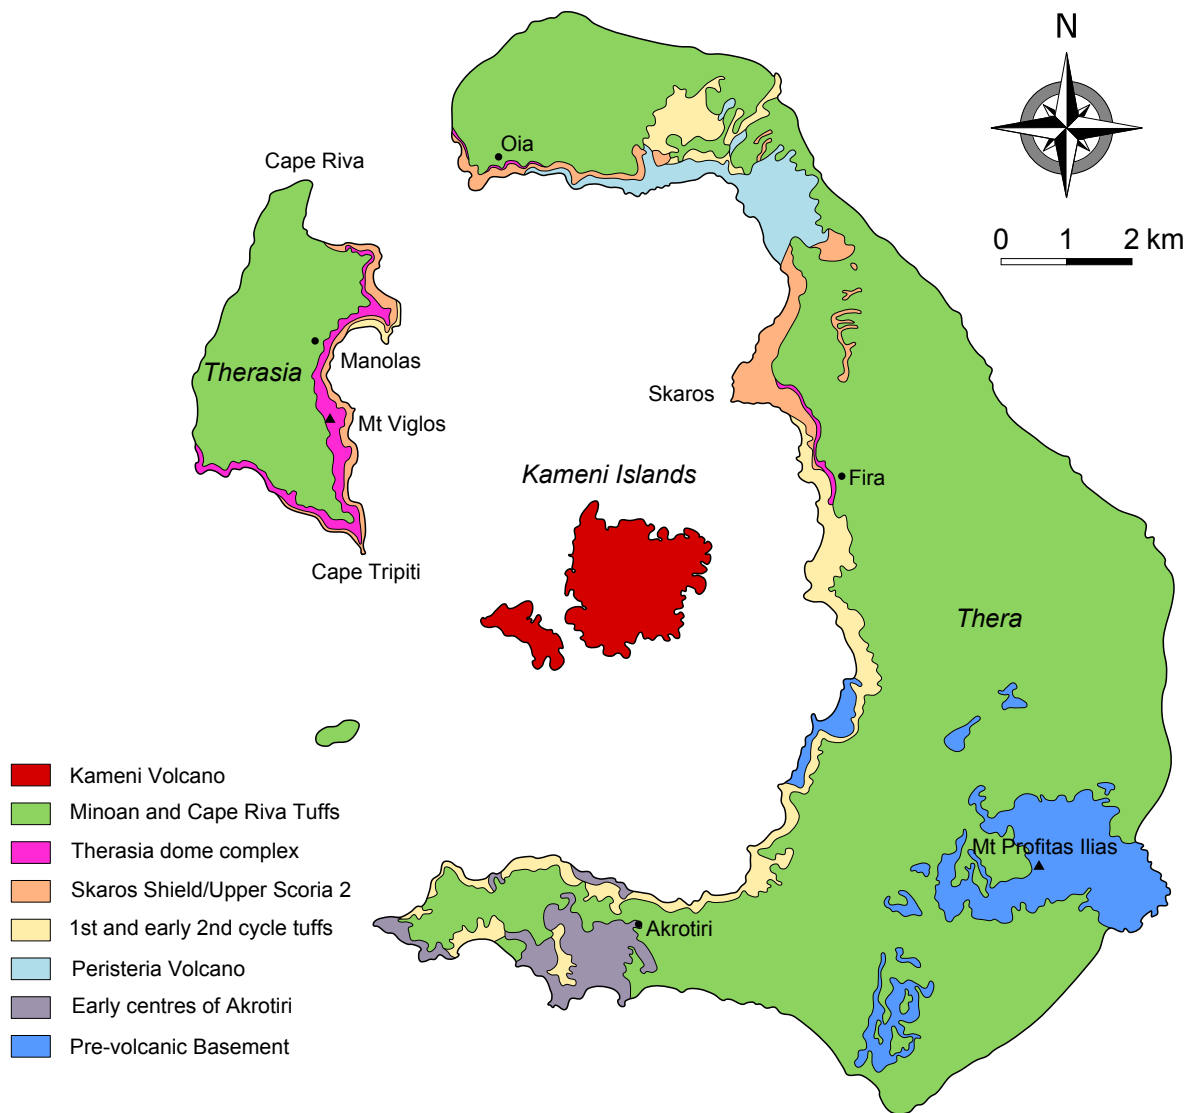 N
0 1 2 km
Oia
Cape Riva
Manolas
Therasia
Mt Viglos
Skaros
Kameni Islands
Fira
Cape Tripiti
Thera
Mt Profitas Ilias
Akrotiri
Kameni Volcano
Minoan and Cape Riva Tuffs
Therasia dome complex
Skaros Shield/Upper Scoria 2
1st and early 2nd cycle tuffs
Peristeria Volcano
Early centres of Akrotiri
Pre-volcanic Basement